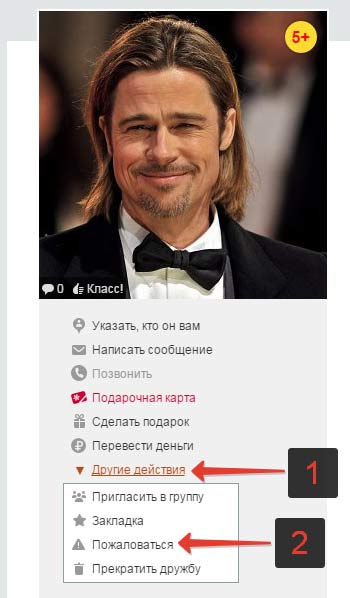 5+
0 Класс!
Указать, кто он вам
Написать сообщение
Позвонить
Подарочная карта
Сделать подарок
Перевести деньги
Другие действия
1
Пригласить в группу
Закладка
Пожаловаться
2
Прекратить дружбу